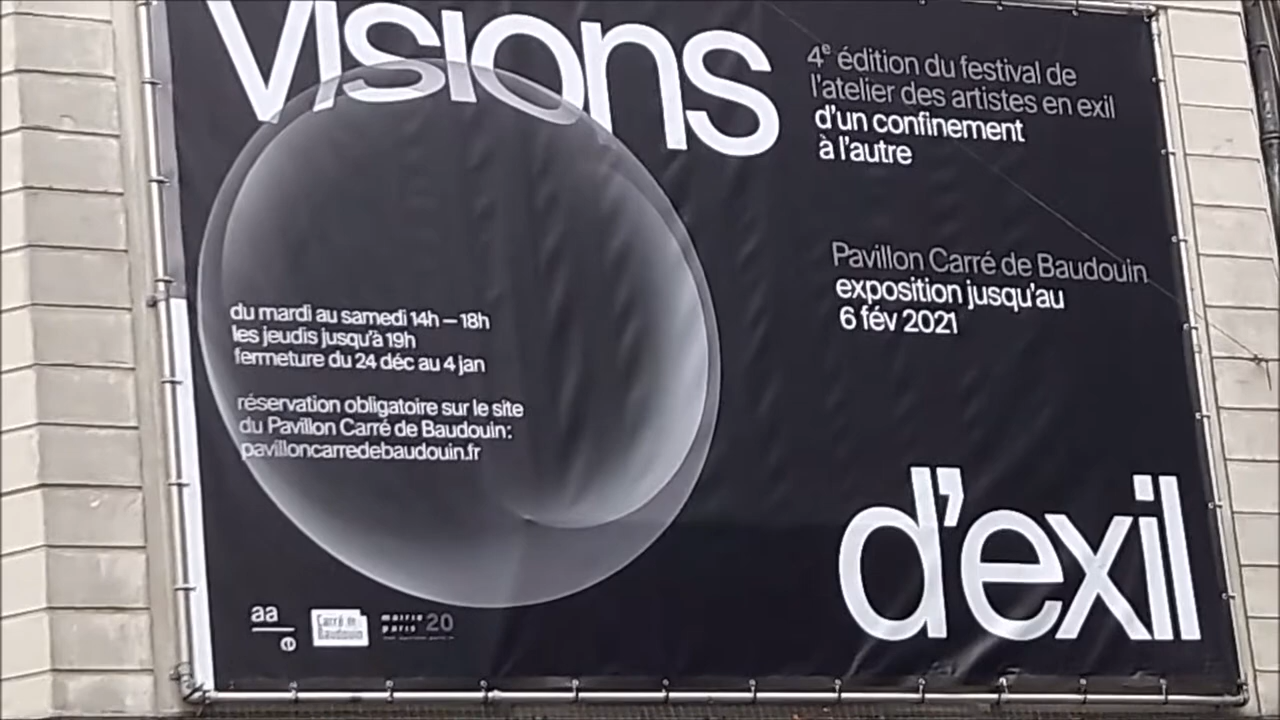 visions
4e édition du festival de
l'atelier des artistes en exil
d'un confinement
à l'autre
Pavillon Carré de Baudouin
exposition jusqu'au
6 fév 2021
du mardi au samedi 14h – 18h
les jeudis jusqu'à 19h
fermeture du 24 déc au 4 jan
réservation obligatoire sur le site
du Pavillon Carré de Baudouin:
pavilloncarredebaudouin.fr
d'exil
aa
e
Carré de
Baudouin
mairie
paris 20